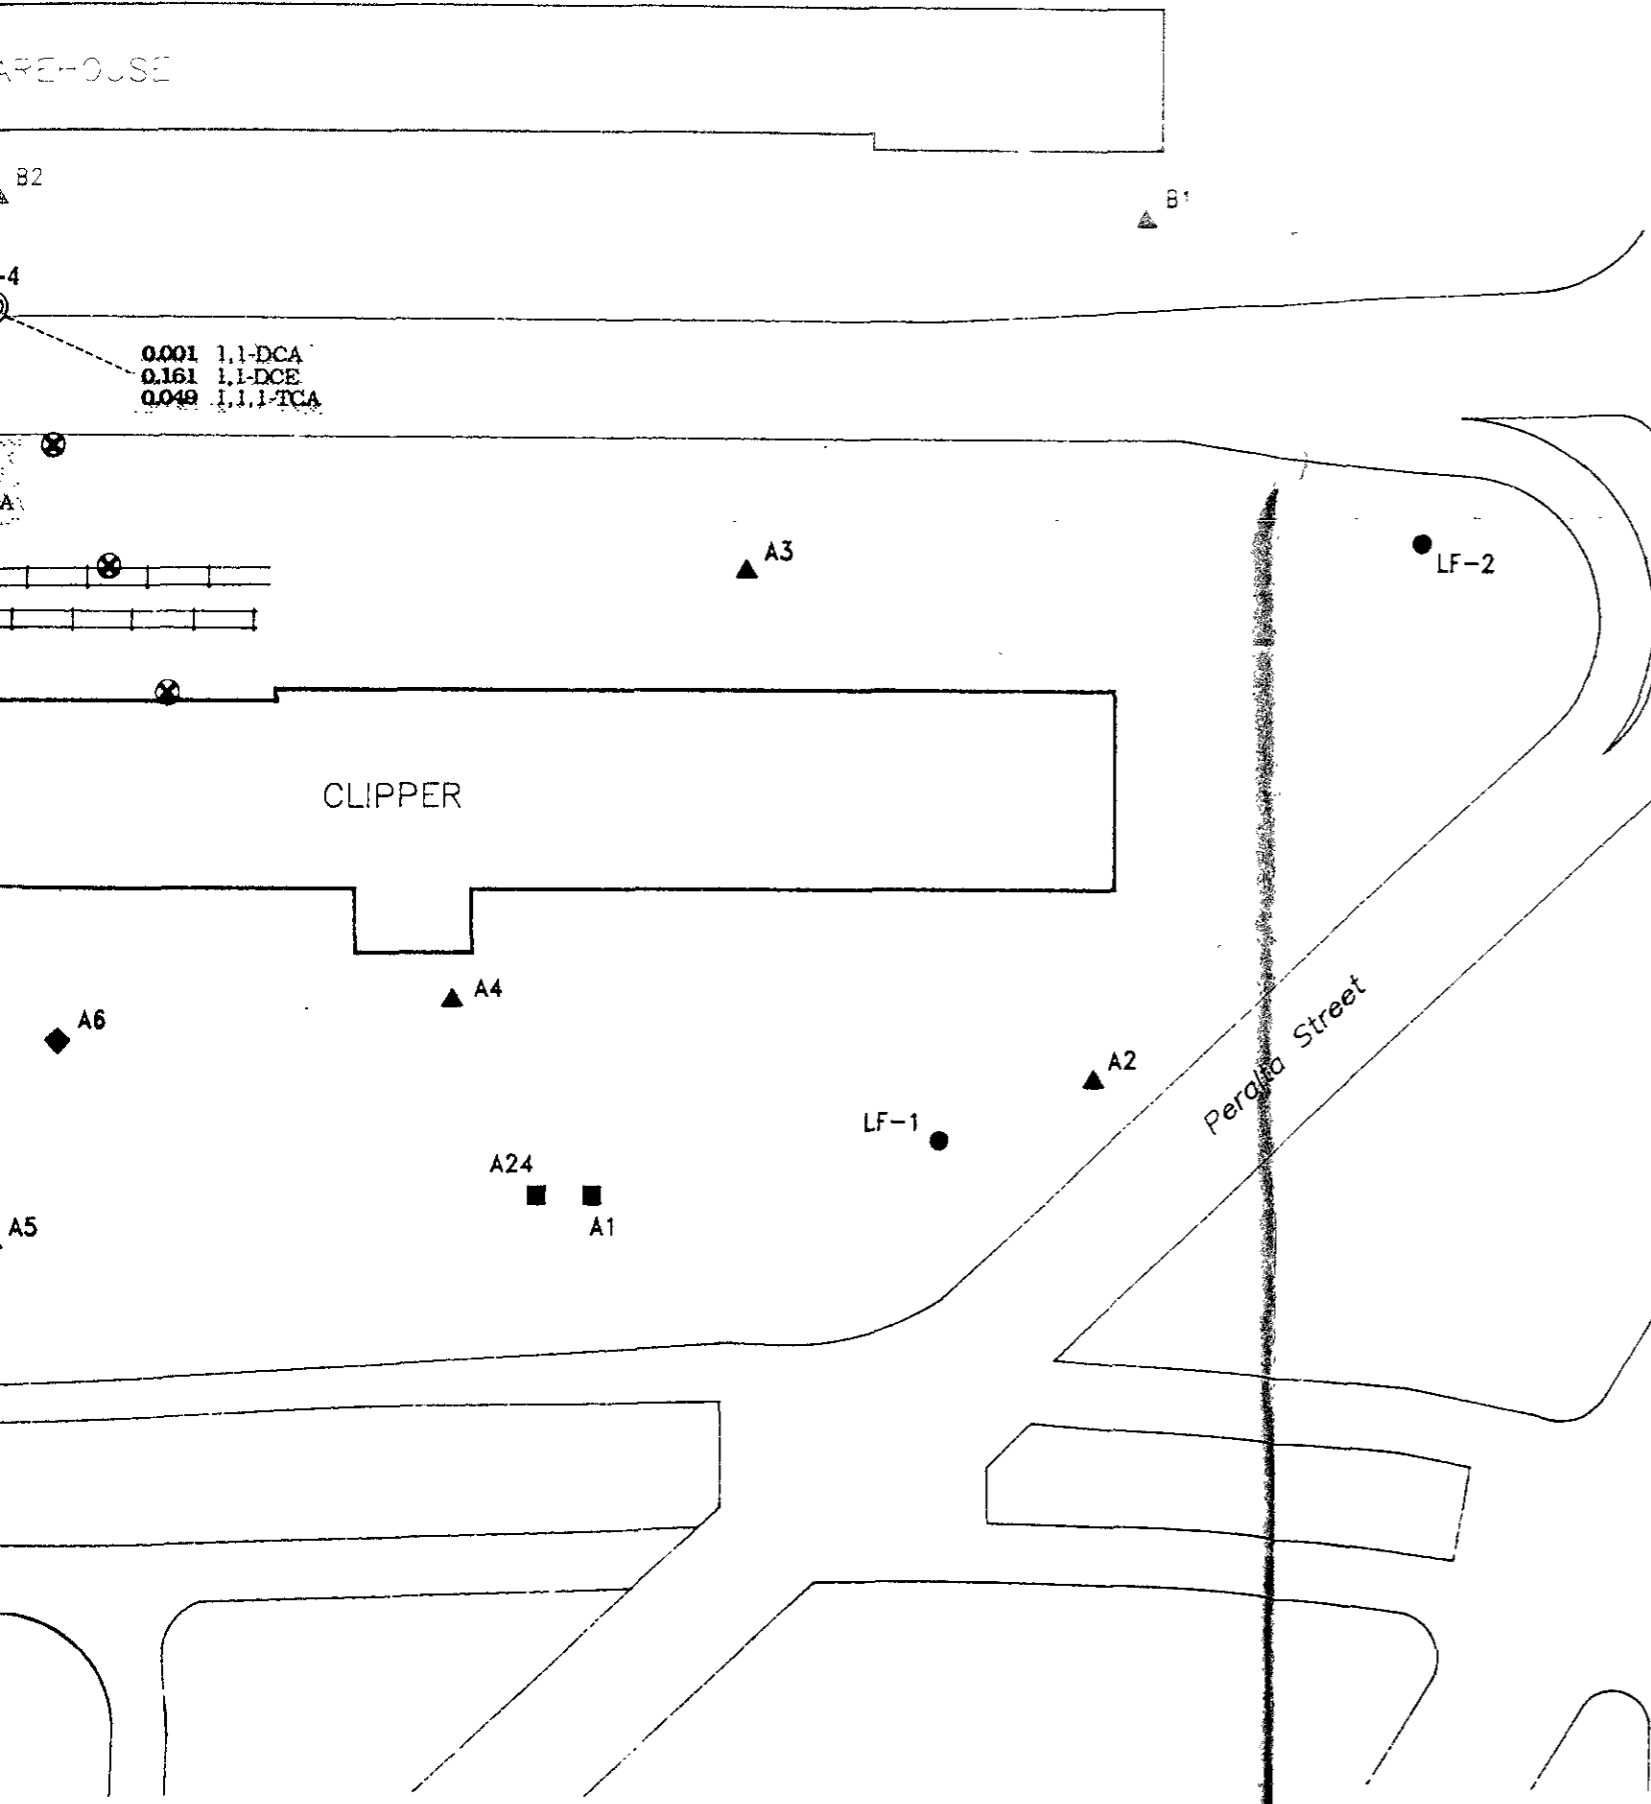 AREHOUSE
B2
B1
-4
0.001 1,1-DCA
0.161 1,1-DCE
0.049 1,1,1-TCA
A
A3
LF-2
CLIPPER
A4
A6
A2
LF-1
Peralta Street
A24
A1
A5